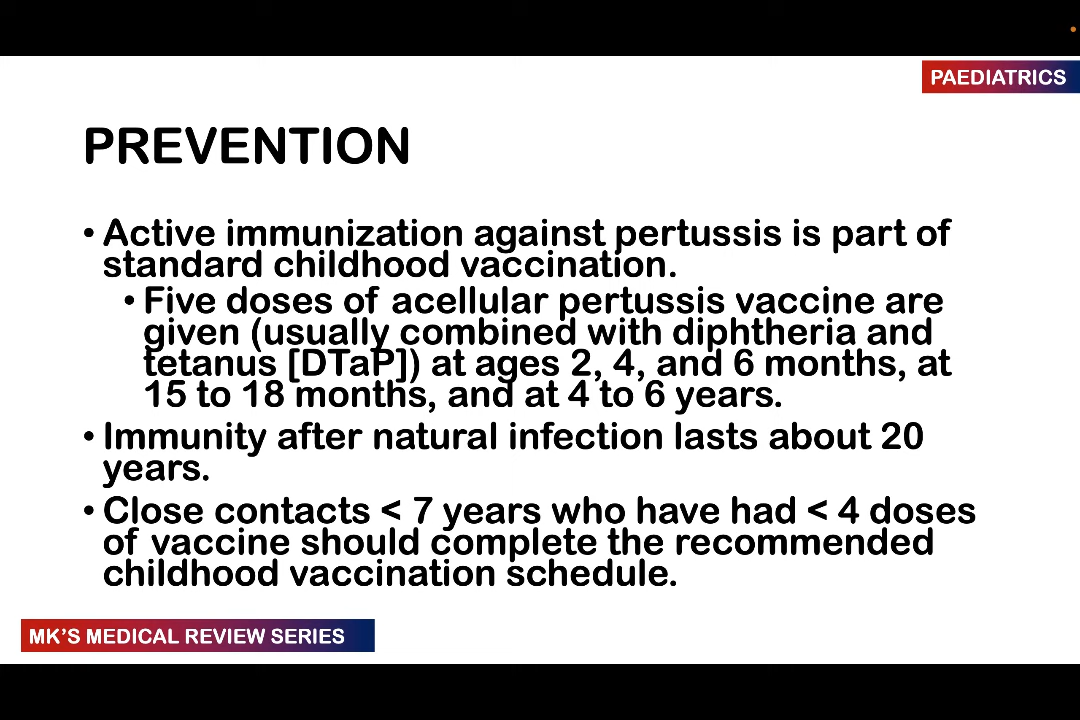 PAEDIATRICS
PREVENTION
• Active immunization against pertussis is part of
standard childhood vaccination.
• Five doses of acellular pertussis vaccine are
given (usually combined with diphtheria and
tetanus [DTaP]) at ages 2, 4, and 6 months, at
15 to 18 months, and at 4 to 6 years.
• Immunity after natural infection lasts about 20
years.
• Close contacts < 7 years who have had < 4 doses
of vaccine should complete the recommended
childhood vaccination schedule.
MK'S MEDICAL REVIEW SERIES